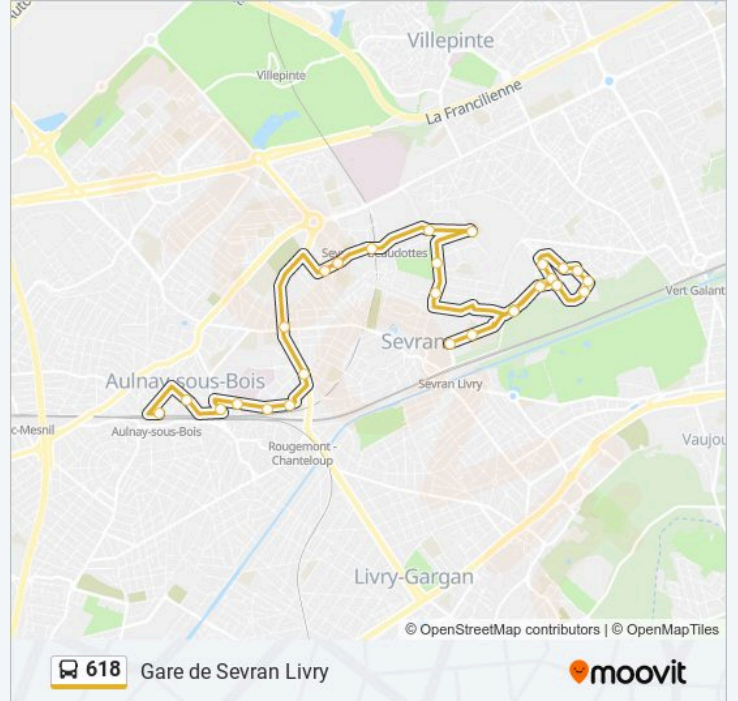 Villepinte
Villepinte
La Francilienne
Vert Galant
Sevran
Aulnay-sous-Bois
Sevran Livry
c-Mesnil
Aulnay-sous-Bois
Rougemont -
Chanteloup
Vaujou
Livry-Gargan
© OpenStreetMap contributors | © OpenMapTiles
618 Gare de Sevran Livry
moovit